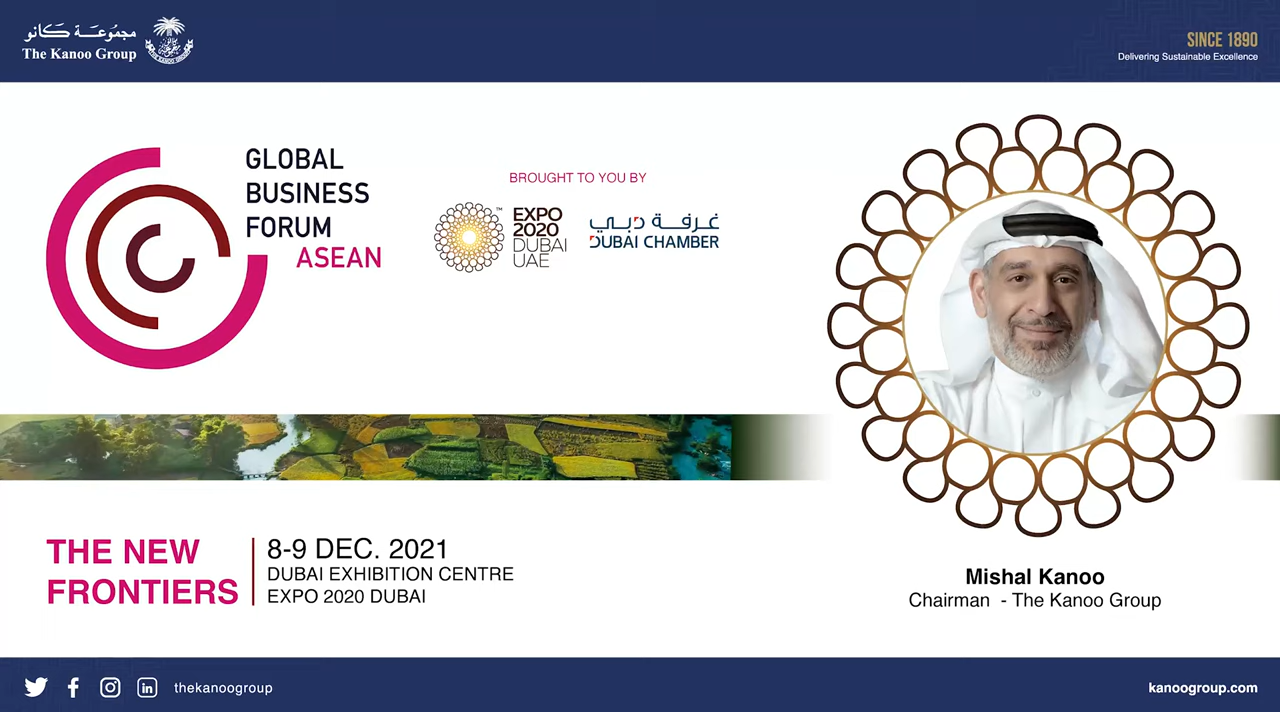 مجموعة كانو
The Kanoo Group
SINCE 1890
Delivering Sustainable Excellence
GLOBAL
BUSINESS
FORUM
ASEAN
BROUGHT TO YOU BY
EXPO
2020
DUBAI
UAE
™
غرفة دبي
DUBAI CHAMBER
THE NEW
FRONTIERS
8-9 DEC. 2021
DUBAI EXHIBITION CENTRE
EXPO 2020 DUBAI
Mishal Kanoo
Chairman - The Kanoo Group
thekanoogroup
kanoogroup.com